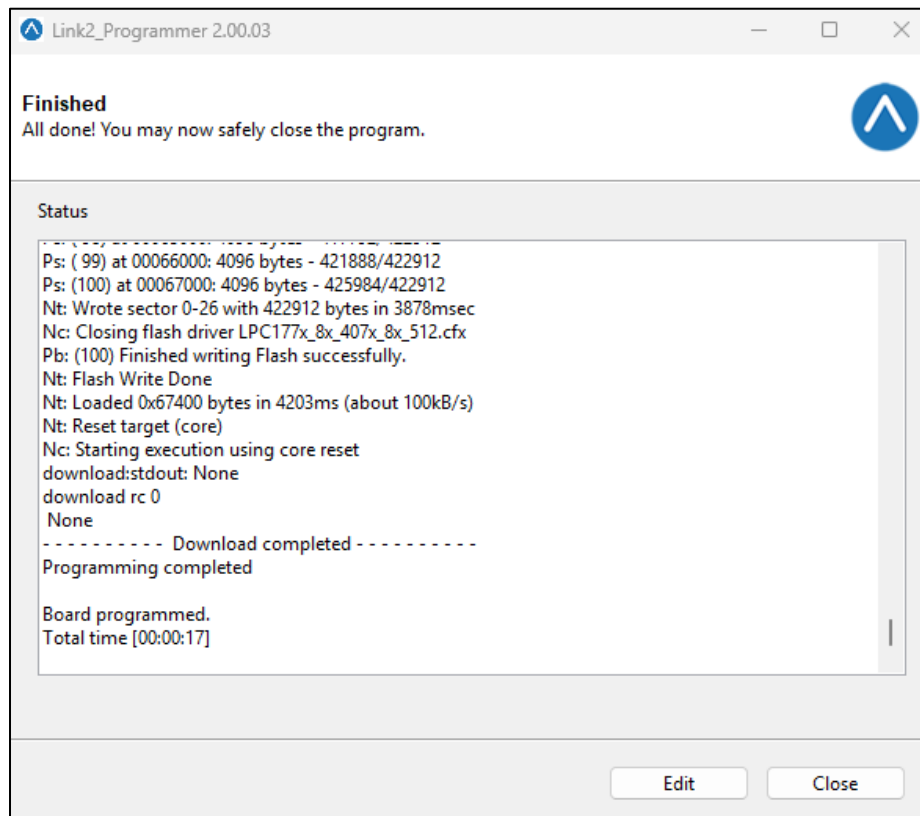 Link2_Programmer 2.00.03
Finished
All done! You may now safely close the program.
Status
Ps: ( 99) at 00066000: 4096 bytes - 421888/422912
Ps: (100) at 00067000: 4096 bytes - 425984/422912
Nt: Wrote sector 0-26 with 422912 bytes in 3878msec
Nc: Closing flash driver LPC177x_8x_407x_8x_512.cfx
Pb: (100) Finished writing Flash successfully.
Nt: Flash Write Done
Nt: Loaded 0x67400 bytes in 4203ms (about 100kB/s)
Nt: Reset target (core)
Nc: Starting execution using core reset
download:stdout: None
download rc 0
None
- - - - - - - - - - Download completed - - - - - - - - - -
Programming completed
Board programmed.
Total time [00:00:17]
Edit
Close